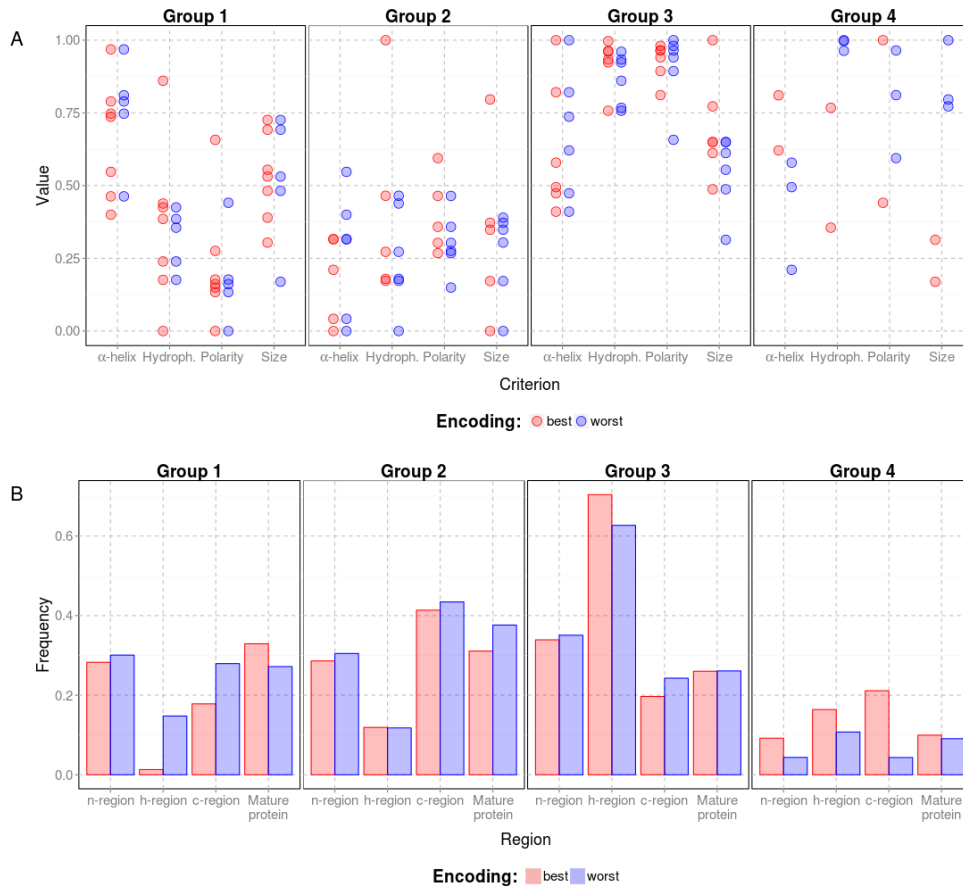 Group 1 Group 2 Group 3 Group 4
A
1.00
0.75
0.50
0.25
0.00
Value
α-helix Hydroph. Polarity Size α-helix Hydroph. Polarity Size α-helix Hydroph. Polarity Size α-helix Hydroph. Polarity Size
Criterion
Encoding: best worst
Group 1 Group 2 Group 3 Group 4
B
0.6
0.4
0.2
0.0
Frequency
n-region h-region c-region Mature protein n-region h-region c-region Mature protein n-region h-region c-region Mature protein n-region h-region c-region Mature protein
Region
Encoding: best worst